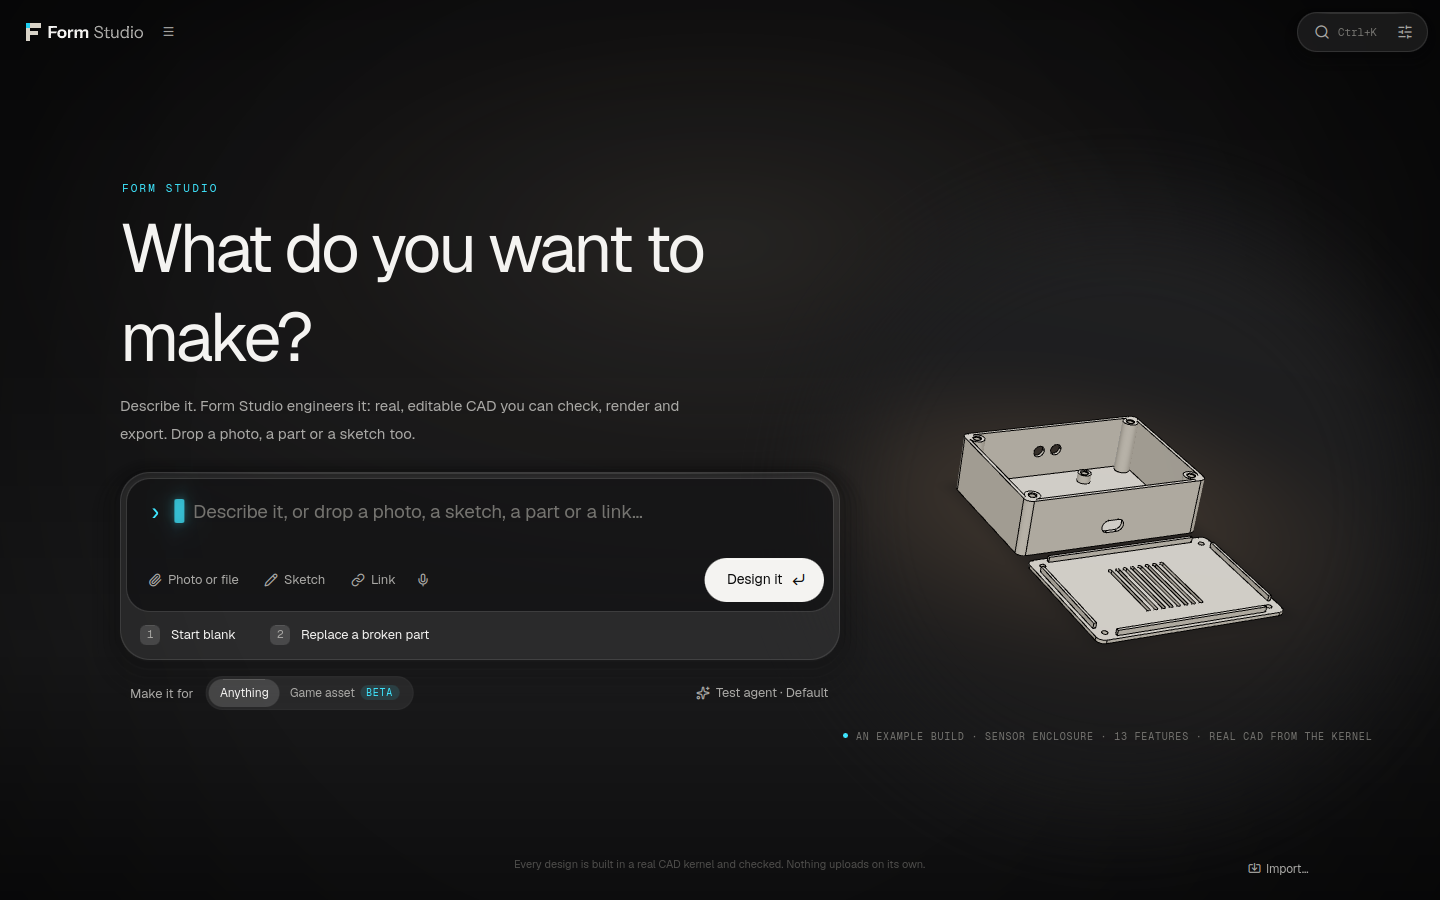 Form Studio
Ctrl+K
FORM STUDIO
What do you want to
make?
Describe it. Form Studio engineers it: real, editable CAD you can check, render and
export. Drop a photo, a part or a sketch too.
Describe it, or drop a photo, a sketch, a part or a link...
Photo or file
Sketch
Link
Design it
1 Start blank
2 Replace a broken part
Make it for
Anything
Game asset BETA
Test agent · Default
AN EXAMPLE BUILD · SENSOR ENCLOSURE · 13 FEATURES · REAL CAD FROM THE KERNEL
Every design is built in a real CAD kernel and checked. Nothing uploads on its own.
Import...